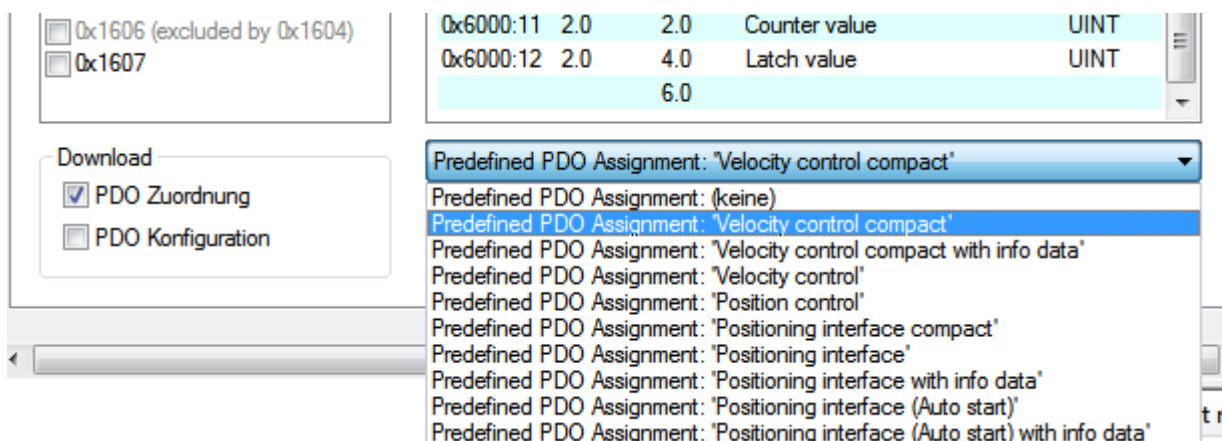 0x1606 (excluded by 0x1604)
0x1607
0x6000:11 2.0 2.0 Counter value UINT
0x6000:12 2.0 4.0 Latch value UINT
6.0
Download
PDO Zuordnung
PDO Konfiguration
Predefined PDO Assignment: 'Velocity control compact'
Predefined PDO Assignment: (keine)
Predefined PDO Assignment: 'Velocity control compact'
Predefined PDO Assignment: 'Velocity control compact with info data'
Predefined PDO Assignment: 'Velocity control'
Predefined PDO Assignment: 'Position control'
Predefined PDO Assignment: 'Positioning interface compact'
Predefined PDO Assignment: 'Positioning interface'
Predefined PDO Assignment: 'Positioning interface with info data'
Predefined PDO Assignment: 'Positioning interface (Auto start)'
Predefined PDO Assignment: 'Positioning interface (Auto start) with info data'